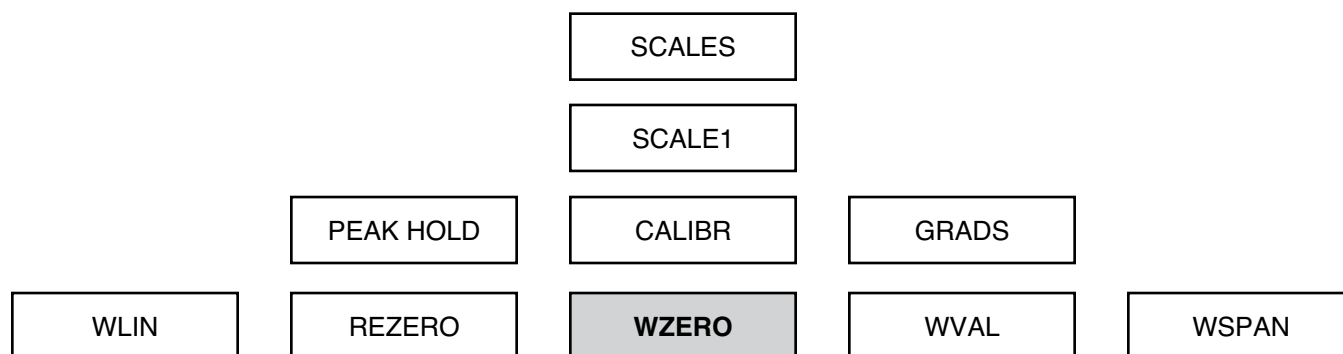 SCALES
SCALE1
PEAK HOLD CALIBR GRADS
WLIN REZERO WZERO WVAL WSPAN